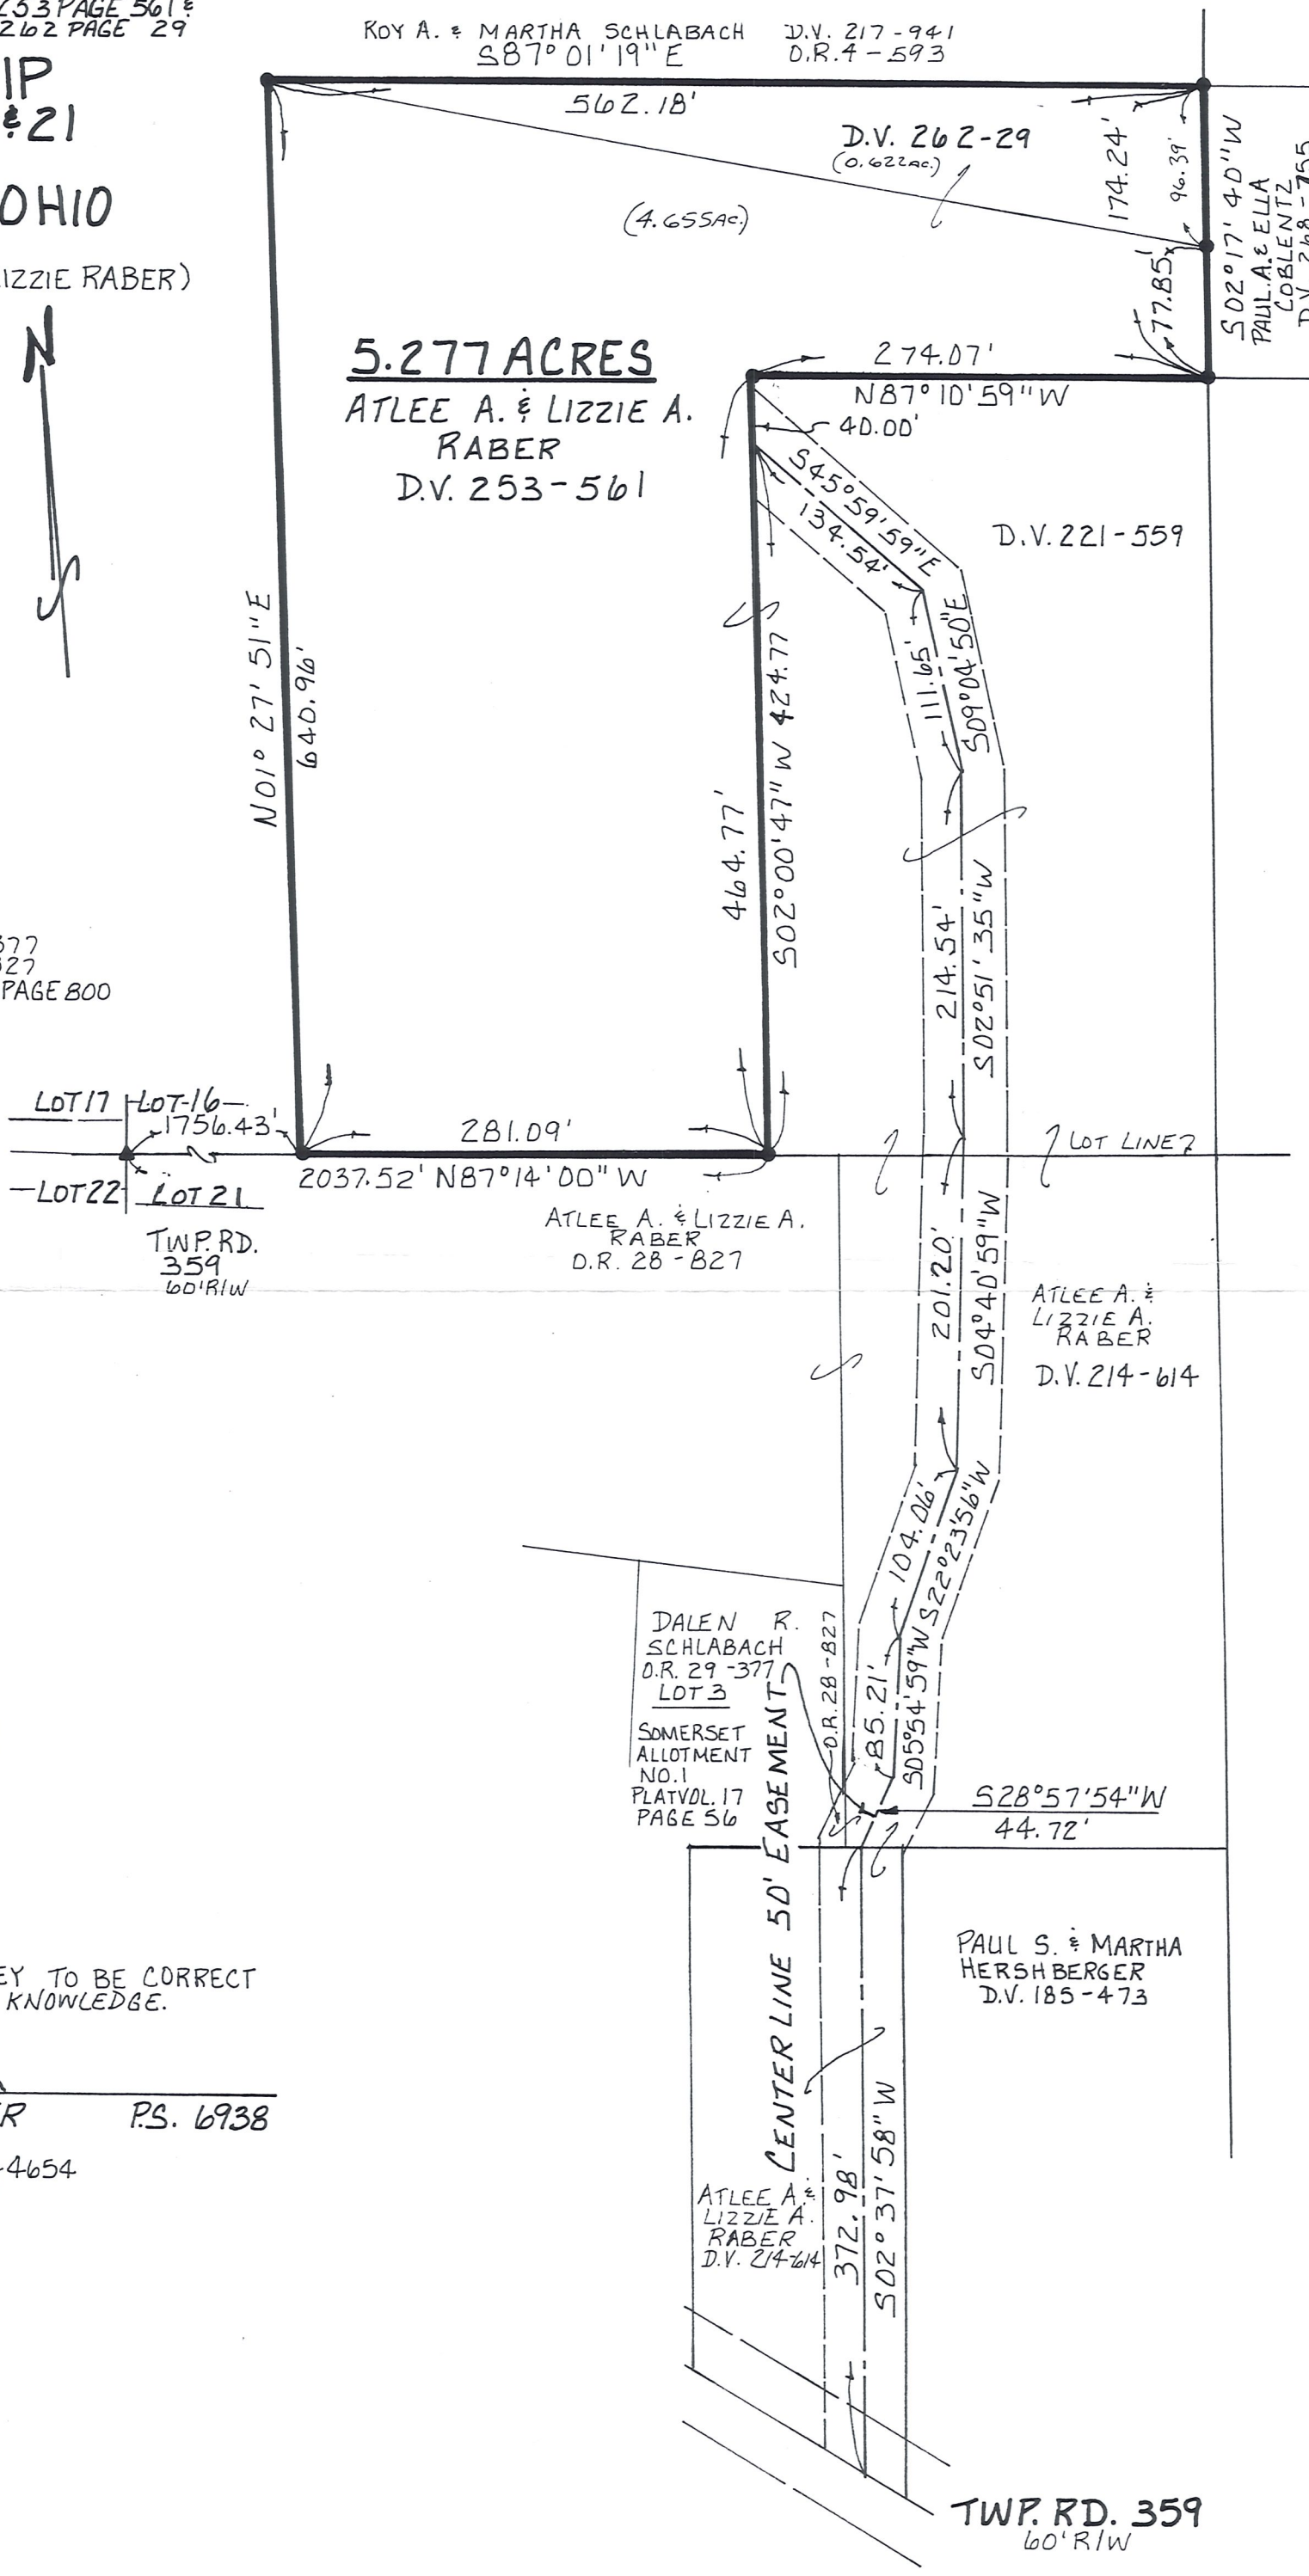 253 PAGE 561 &
262 PAGE 29
IP
& 21
OHIO
IZZIE RABER)
N
ROY A. & MARTHA SCHLABACH D.V. 217-941
S87° 01' 19" E O.R. 4-593
562.18'
D.V. 262-29
(0.622AC.)
(4.655AC.)
174.24'
96.39'
77.85'
S02° 17' 40" W
PAUL A. & ELLA
COBLENTZ
D.V. 268-755
5.277 ACRES
ATLEE A. & LIZZIE A.
RABER
D.V. 253-561
274.07'
N87° 10' 59" W
40.00'
S45° 59' 59" E
134.54'
D.V. 221-559
111.65'
S09° 04' 50" E
N01° 27' 51" E
640.96'
464.77'
S02° 00' 47" W 424.77
214.54'
S02° 51' 35" W
377
827
PAGE 800
LOT 17 LOT-16
1756.43'
281.09'
2037.52' N87° 14' 00" W
LOT LINE
LOT 22 LOT 21
TWP. RD.
359
60' R/W
ATLEE A. & LIZZIE A.
RABER
O.R. 28-827
201.20'
S04° 40' 59" W
ATLEE A. &
LIZZIE A.
RABER
D.V. 214-614
104.06'
S22° 23' 56" W
DALEN R.
SCHLABACH
O.R. 29-377
LOT 3
SOMERSET
ALLOTMENT
NO. 1
PLAT VOL. 17
PAGE 56
O.R. 28-827
85.21'
S05° 54' 59" W
S28° 57' 54" W
44.72'
CENTERLINE 50' EASEMENT
PAUL S. & MARTHA
HERSHBERGER
D.V. 185-473
EY TO BE CORRECT
KNOWLEDGE.
R P.S. 6938
-4654
ATLEE A. &
LIZZIE A.
RABER
D.V. 214-614
372.98'
S02° 37' 58" W
TWP. RD. 359
60' R/W